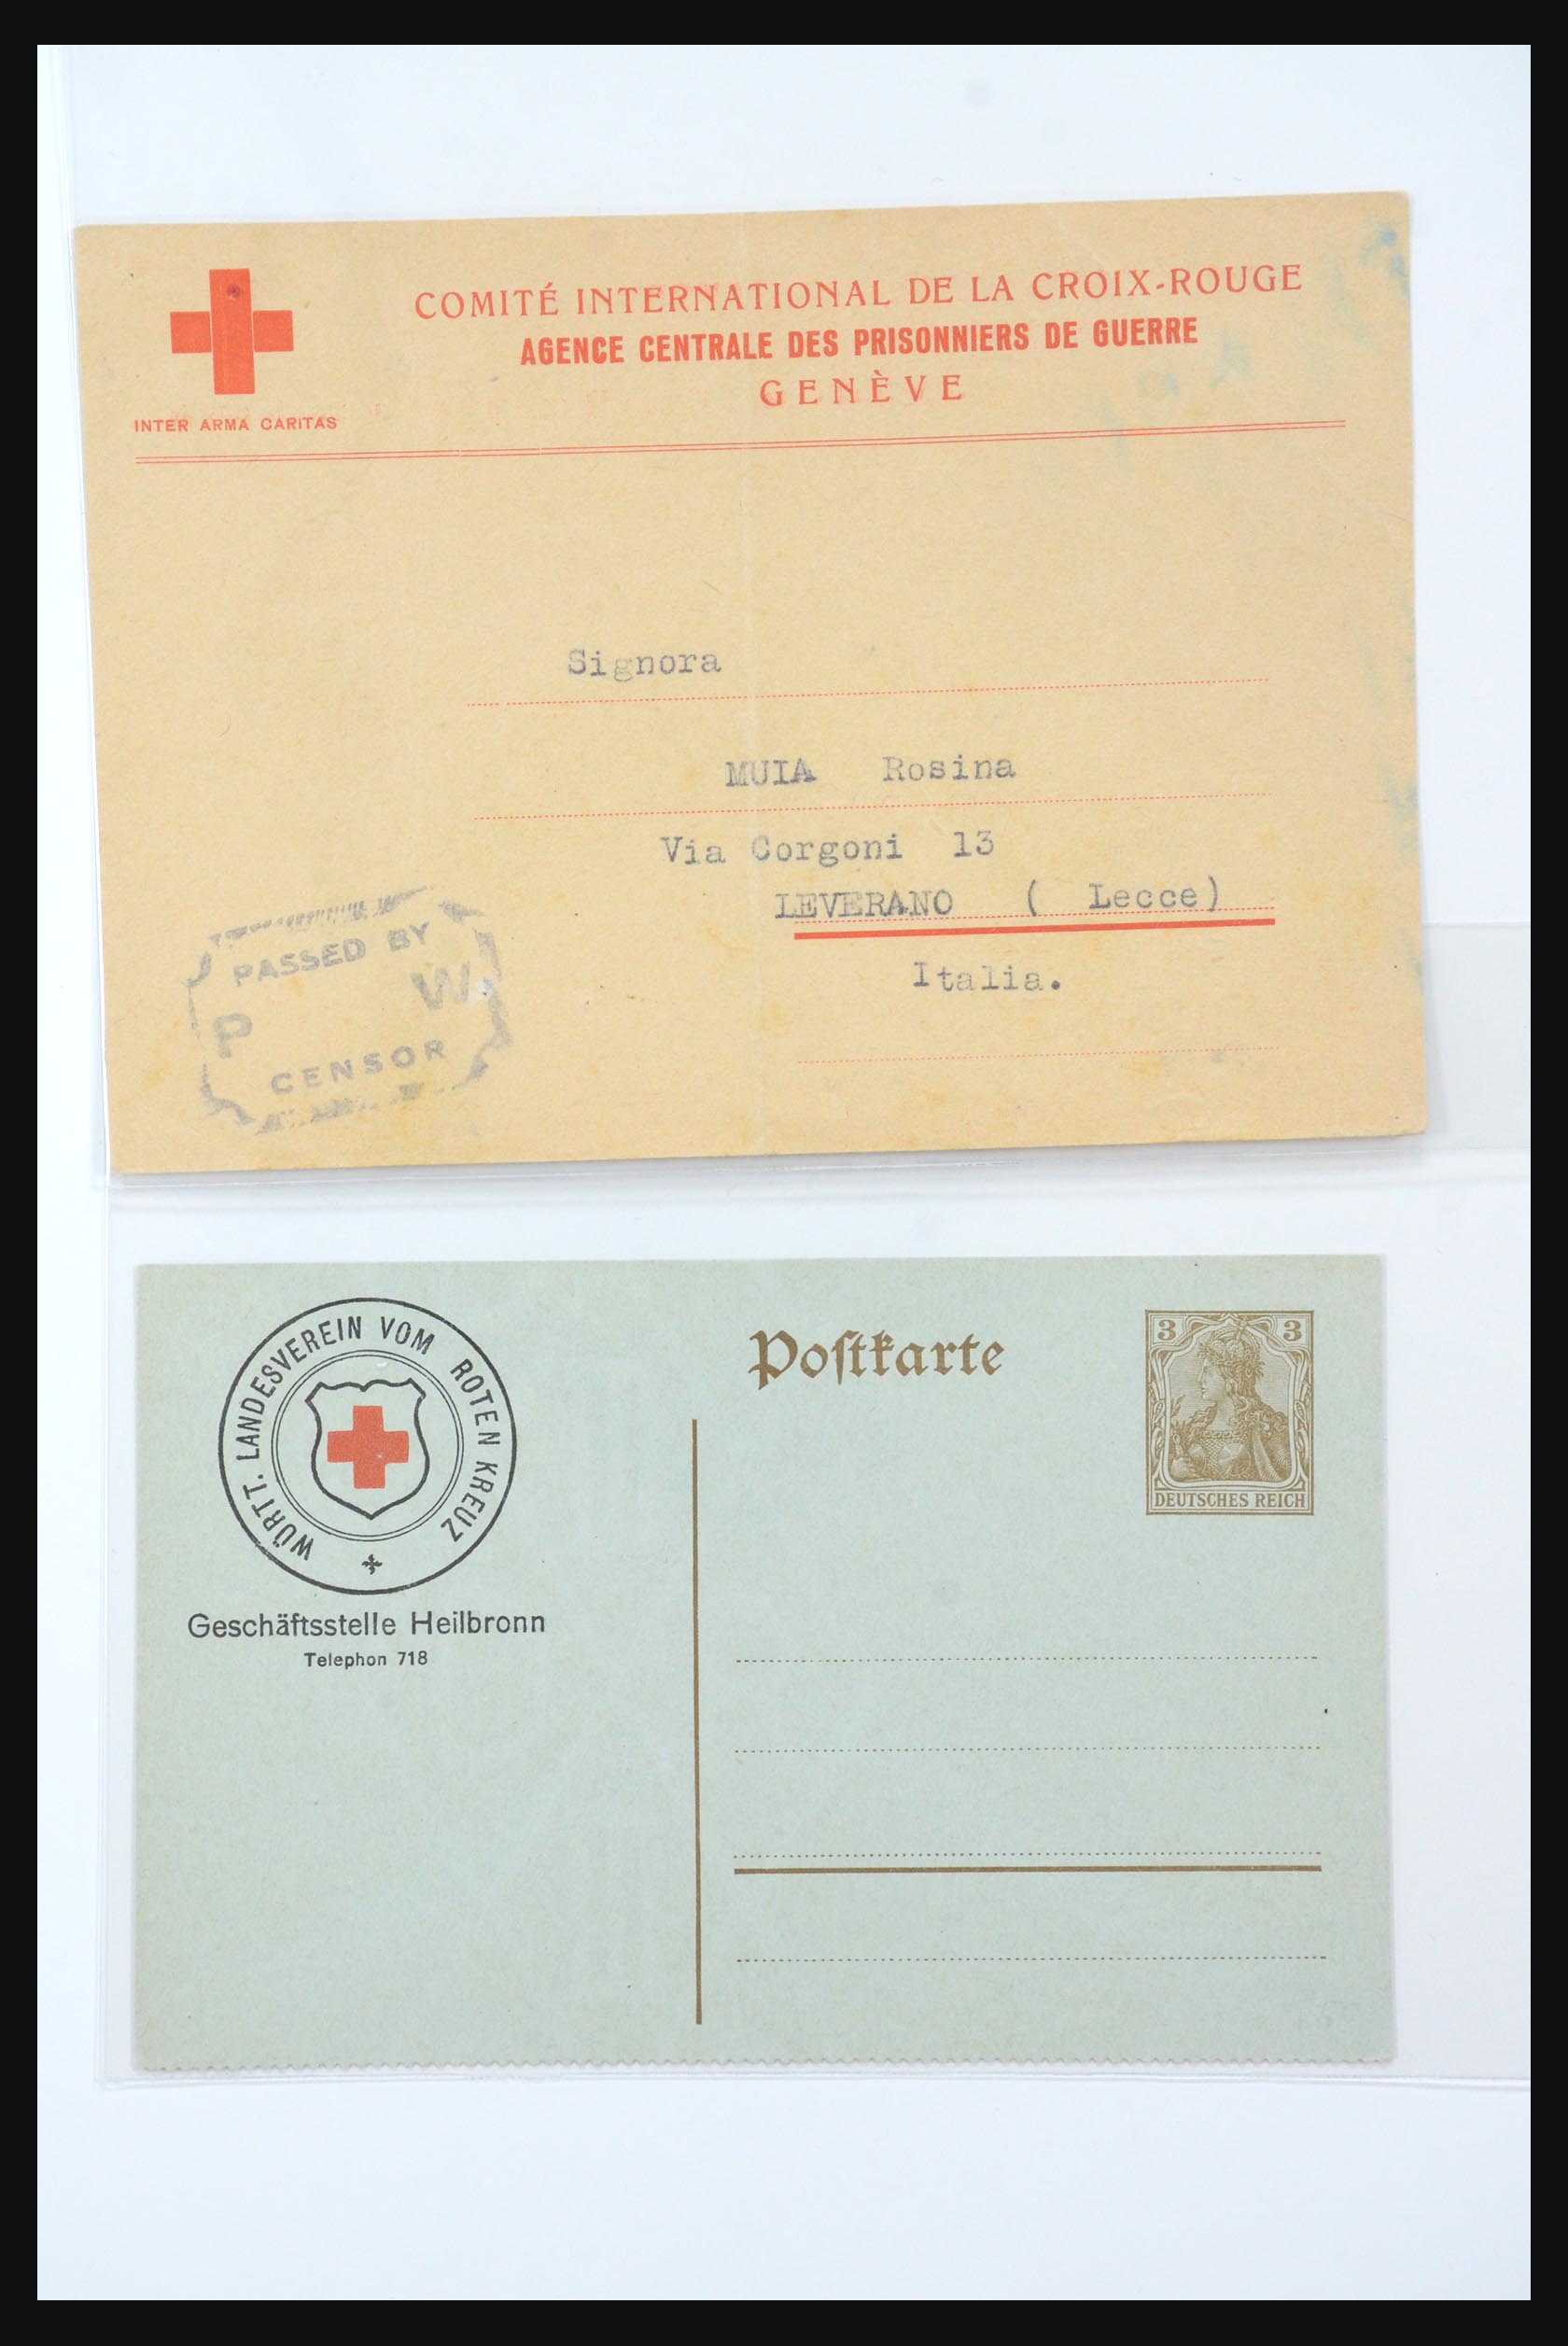 COMITÉ INTERNATIONAL DE LA CROIX-ROUGE
AGENCE CENTRALE DES PRISONNIERS DE GUERRE
GENÈVE
INTER ARMA CARITAS
Signora
MUIA Rosina
Via Corgoni 13
LEVERANO ( Lecce)
Italia.
PASSED BY
P W
CENSOR
WÜRTT. LANDESVEREIN VOM ROTEN KREUZ
Geschäftsstelle Heilbronn
Telephon 718
Poſtkarte
3 3
DEUTSCHES REICH